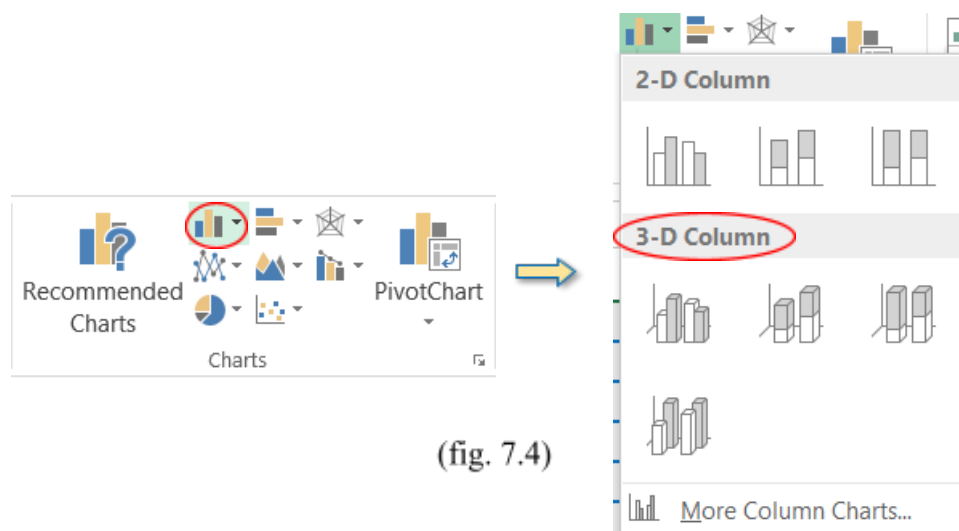 Recommended
Charts
PivotChart
Charts
(fig. 7.4)
2-D Column
3-D Column
More Column Charts...